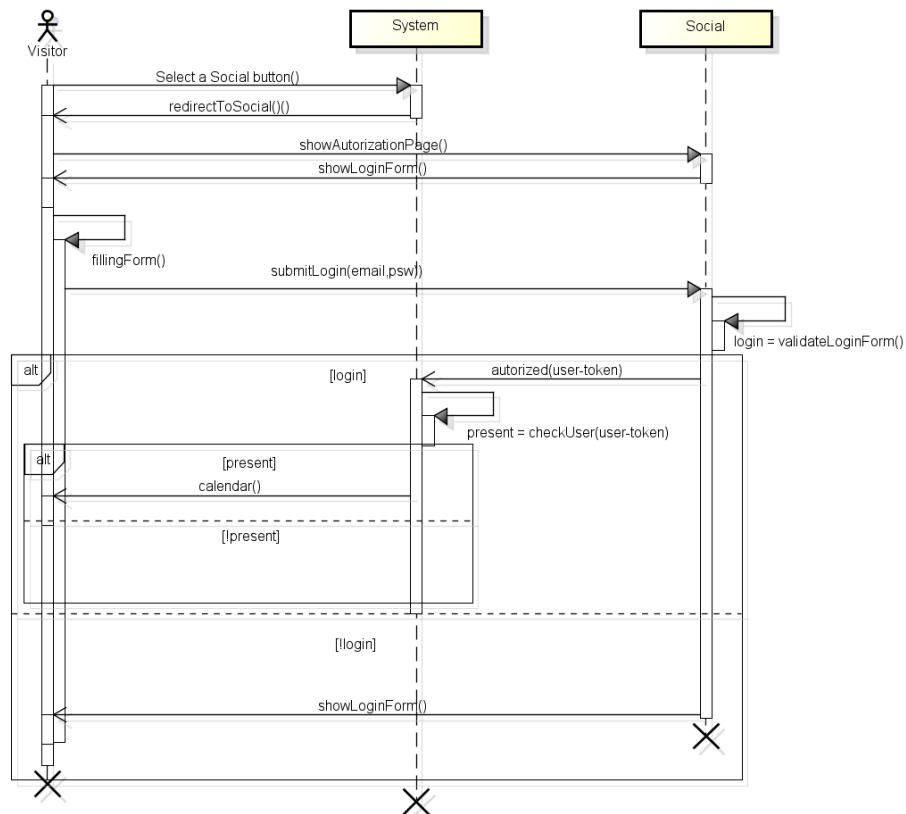 System
Social
Visitor
Select a Social button()
redirectToSocial()()
showAutorizationPage()
showLoginForm()
fillingForm()
submitLogin(email,psw))
login = validateLoginForm()
alt
[login]
autorized(user-token)
present = checkUser(user-token)
alt
[present]
calendar()
[!present]
[!login]
showLoginForm()